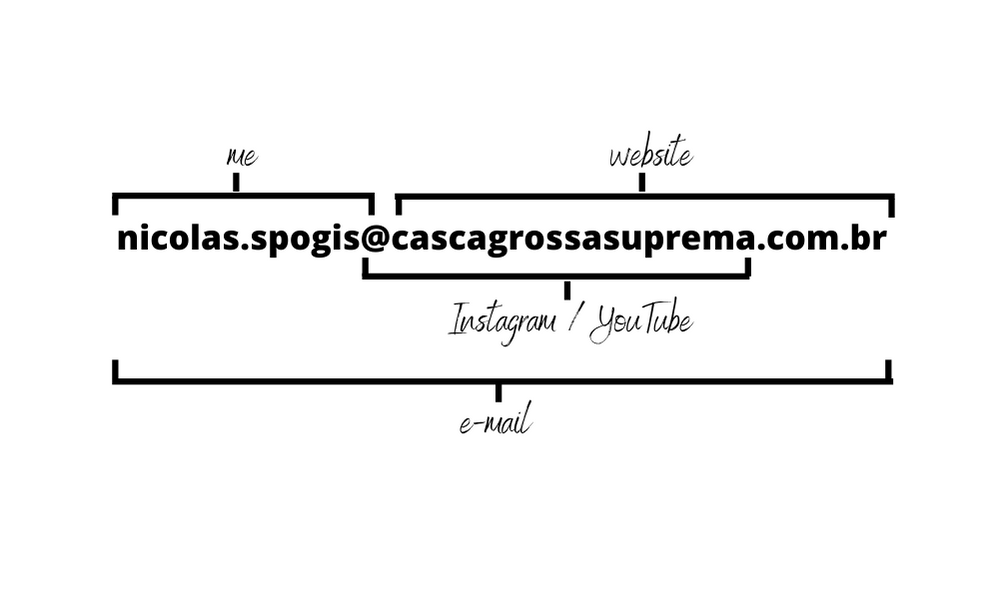 me
website
nicolas.spogis@cascagrossasuprema.com.br
Instagram / YouTube
e-mail